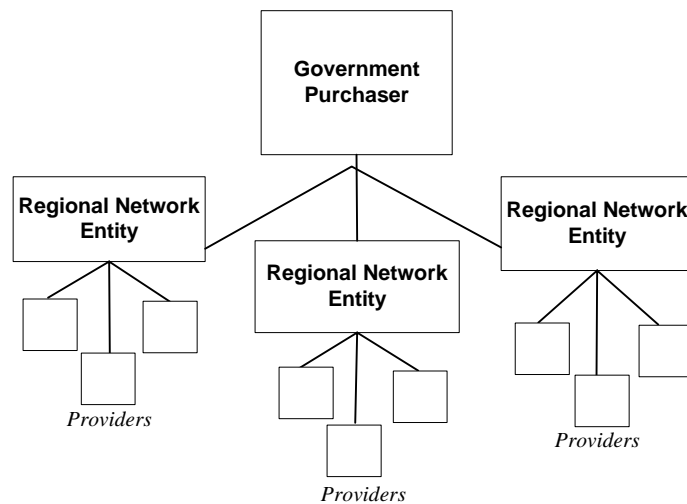 Government
Purchaser
Regional Network
Entity
Regional Network
Entity
Regional Network
Entity
Providers
Providers
Providers